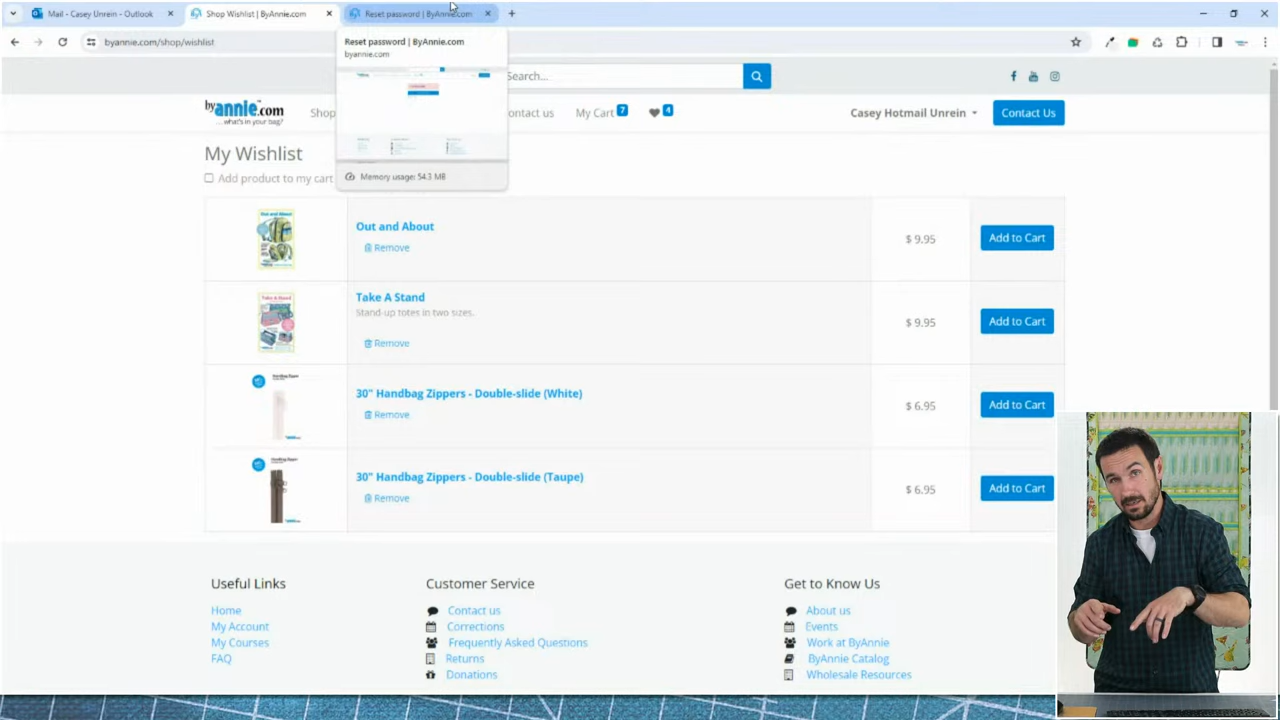 Mail - Casey Unrein - Outlook
Shop Wishlist | ByAnnie.com
Reset password | ByAnnie.com
byannie.com/shop/wishlist
Reset password | ByAnnie.com
byannie.com
Memory usage: 54.3 MB
Search...
by annie.com
... what's in your bag?
Shop
ontact us
My Cart 7
4
Casey Hotmail Unrein
Contact Us
My Wishlist
Add product to my cart
Out and About
Remove
$ 9.95
Add to Cart
Take A Stand
Stand-up totes in two sizes.
Remove
$ 9.95
Add to Cart
30" Handbag Zippers - Double-slide (White)
Remove
$ 6.95
Add to Cart
30" Handbag Zippers - Double-slide (Taupe)
Remove
$ 6.95
Add to Cart
Useful Links
Home
My Account
My Courses
FAQ
Customer Service
Contact us
Corrections
Frequently Asked Questions
Returns
Donations
Get to Know Us
About us
Events
Work at ByAnnie
ByAnnie Catalog
Wholesale Resources